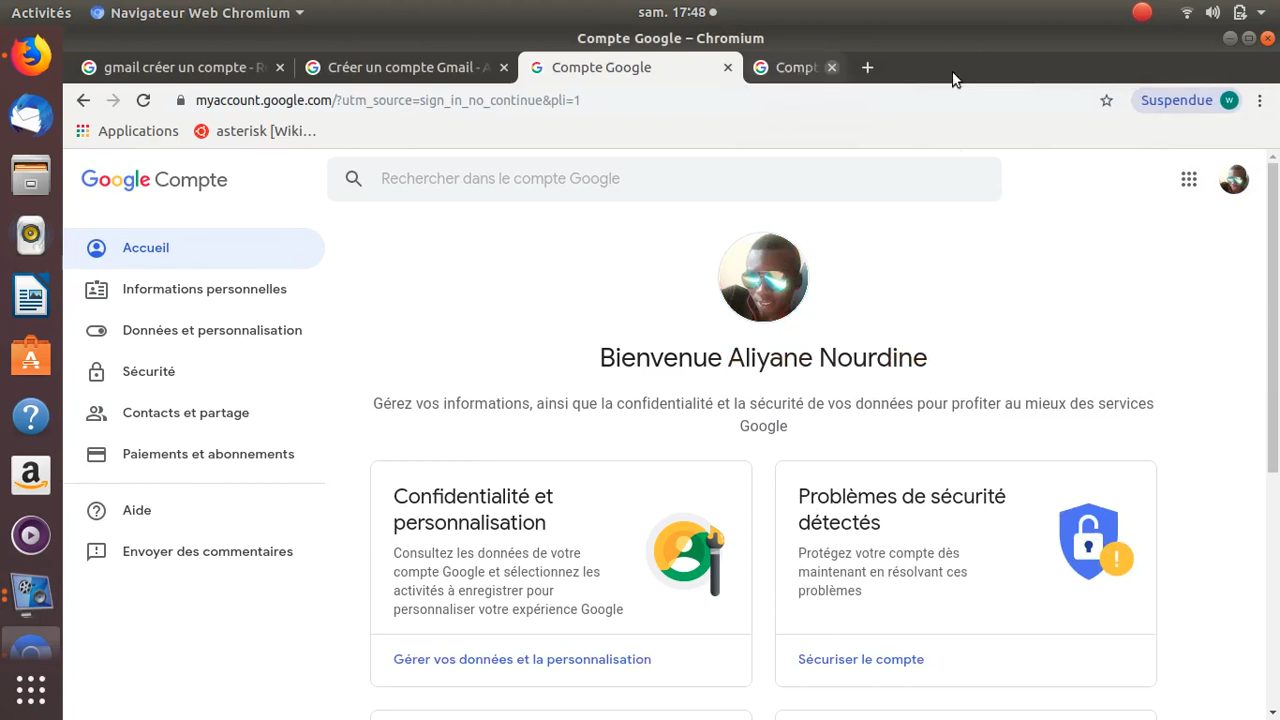 Activités
Navigateur Web Chromium
sam. 17:48
Compte Google – Chromium
gmail créer un compte - R
Créer un compte Gmail - A
Compte Google
Compt
myaccount.google.com/?utm_source=sign_in_no_continue&pli=1
Suspendue
w
Applications
asterisk [Wiki…
Google Compte
Rechercher dans le compte Google
Accueil
Informations personnelles
Données et personnalisation
Sécurité
Contacts et partage
Paiements et abonnements
Aide
Envoyer des commentaires
Bienvenue Aliyane Nourdine
Gérez vos informations, ainsi que la confidentialité et la sécurité de vos données pour profiter au mieux des services
Google
Confidentialité et
personnalisation
Consultez les données de votre
compte Google et sélectionnez les
activités à enregistrer pour
personnaliser votre expérience Google
Gérer vos données et la personnalisation
Problèmes de sécurité
détectés
Protégez votre compte dès
maintenant en résolvant ces
problèmes
Sécuriser le compte